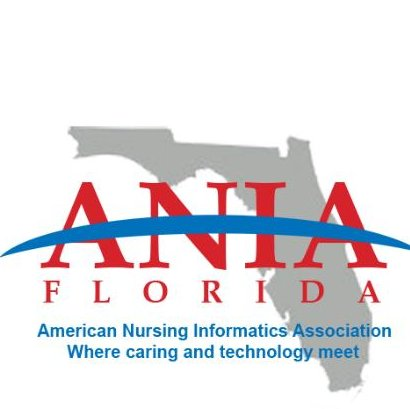 ANIA
FLORIDA
American Nursing Informatics Association
Where caring and technology meet